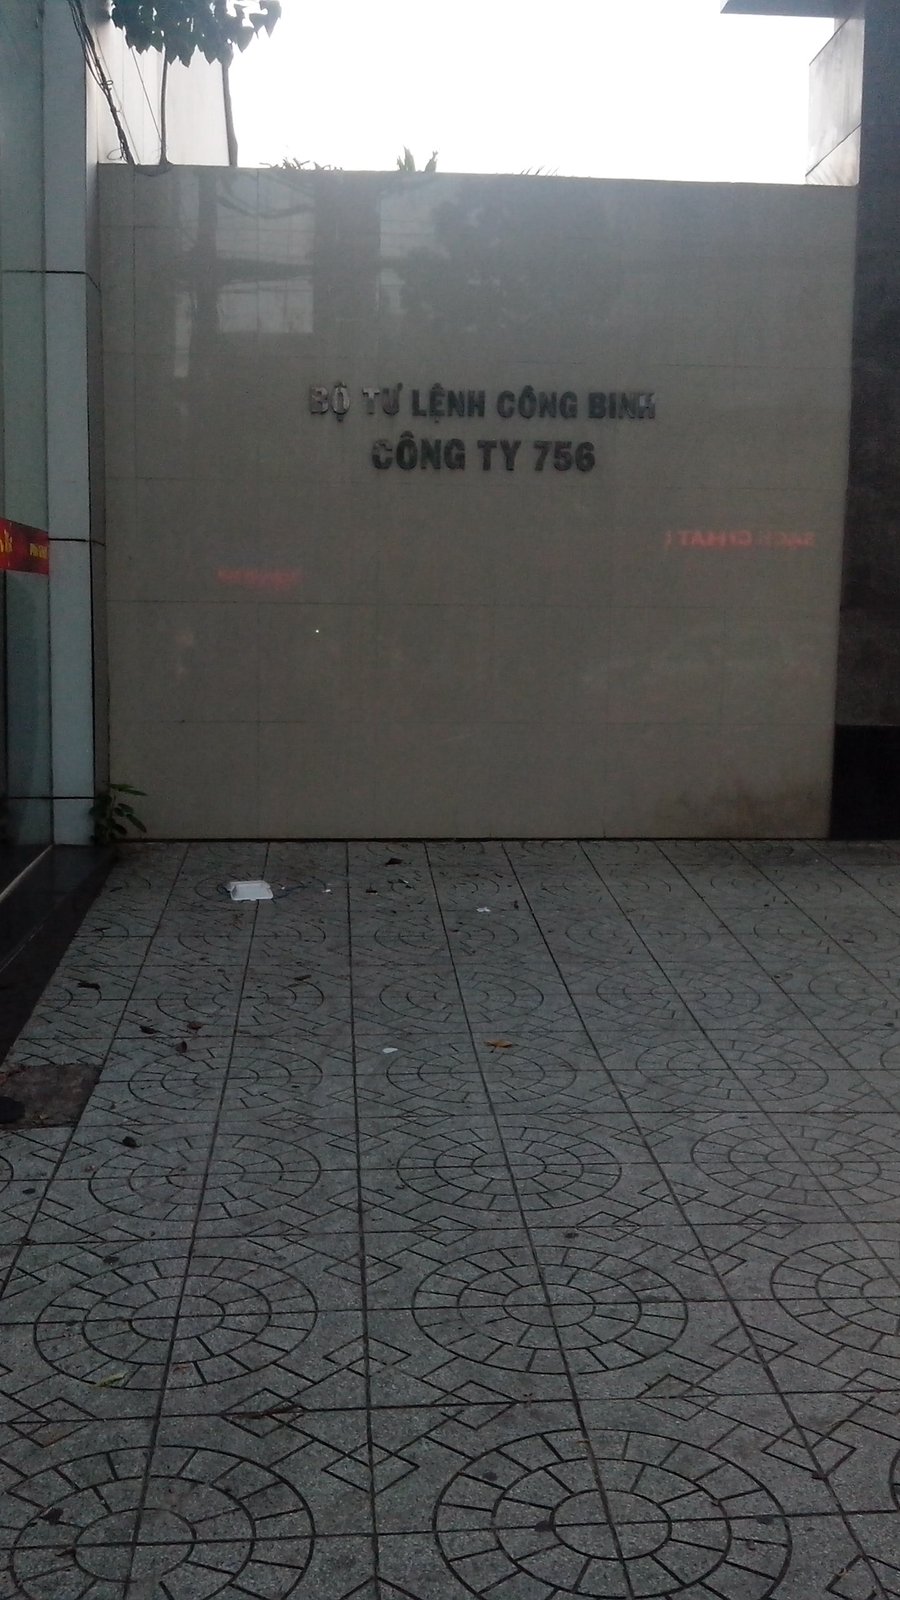 BỘ TƯ LỆNH CÔNG BINH
CÔNG TY 756